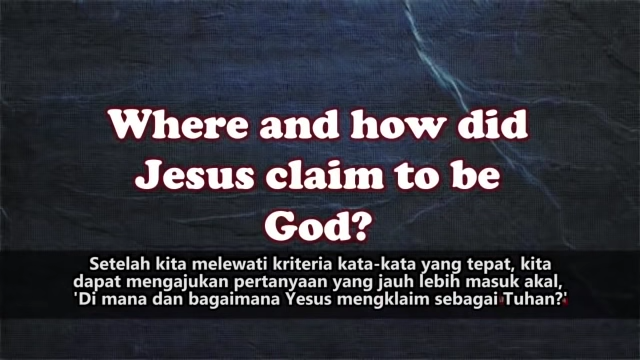 Where and how did
Jesus claim to be
God?
Setelah kita melewati kriteria kata-kata yang tepat, kita
dapat mengajukan pertanyaan yang jauh lebih masuk akal,
'Di mana dan bagaimana Yesus mengklaim sebagai Tuhan?'